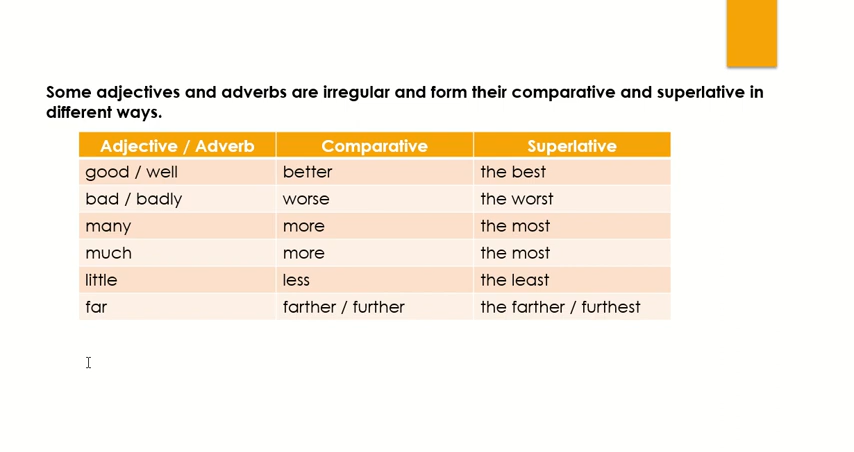 Some adjectives and adverbs are irregular and form their comparative and superlative in
different ways.
Adjective / Adverb Comparative Superlative
good / well better the best
bad / badly worse the worst
many more the most
much more the most
little less the least
far farther / further the farther / furthest